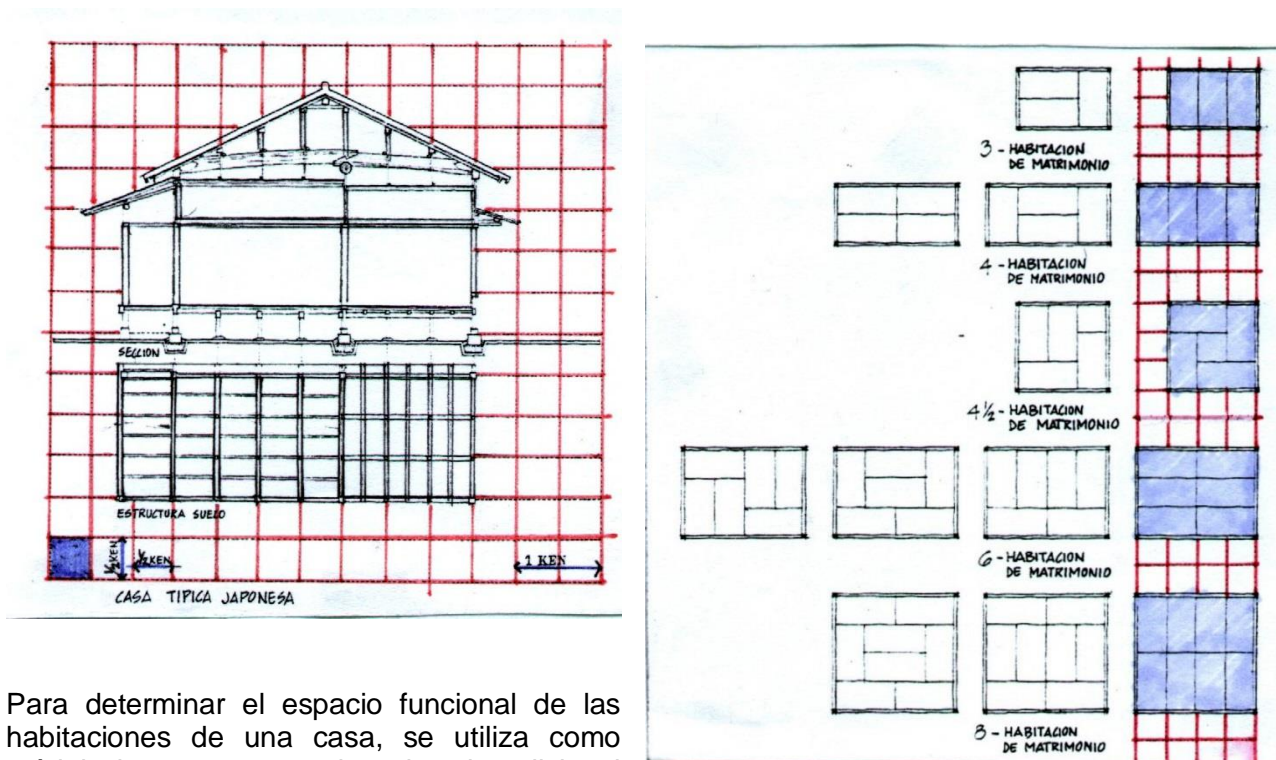 SECCION
ESTRUCTURA SUELO
½ KEN
½ KEN
1 KEN
CASA TIPICA JAPONESA
Para determinar el espacio funcional de las
habitaciones de una casa, se utiliza como
3 - HABITACION
DE MATRIMONIO
4 - HABITACION
DE MATRIMONIO
4 ½ - HABITACION
DE MATRIMONIO
6 - HABITACION
DE MATRIMONIO
8 - HABITACION
DE MATRIMONIO